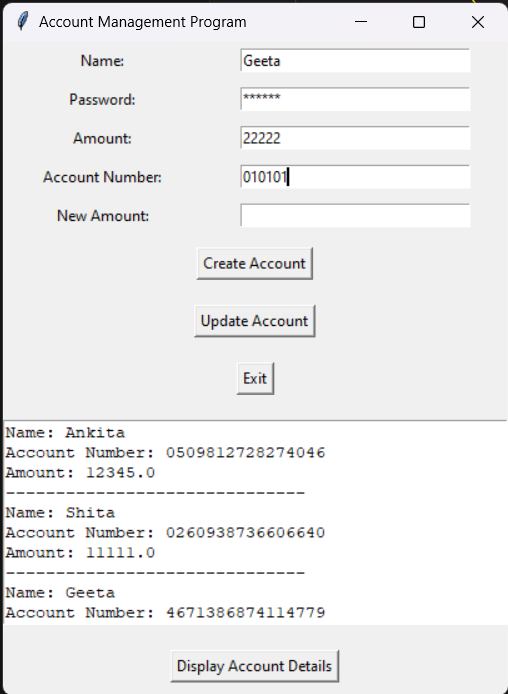 Account Management Program
Name: Geeta
Password: ******
Amount: 22222
Account Number: 010101
New Amount:
Create Account
Update Account
Exit
Name: Ankita
Account Number: 0509812728274046
Amount: 12345.0
------------------------------
Name: Shita
Account Number: 0260938736606640
Amount: 11111.0
------------------------------
Name: Geeta
Account Number: 4671386874114779
Display Account Details